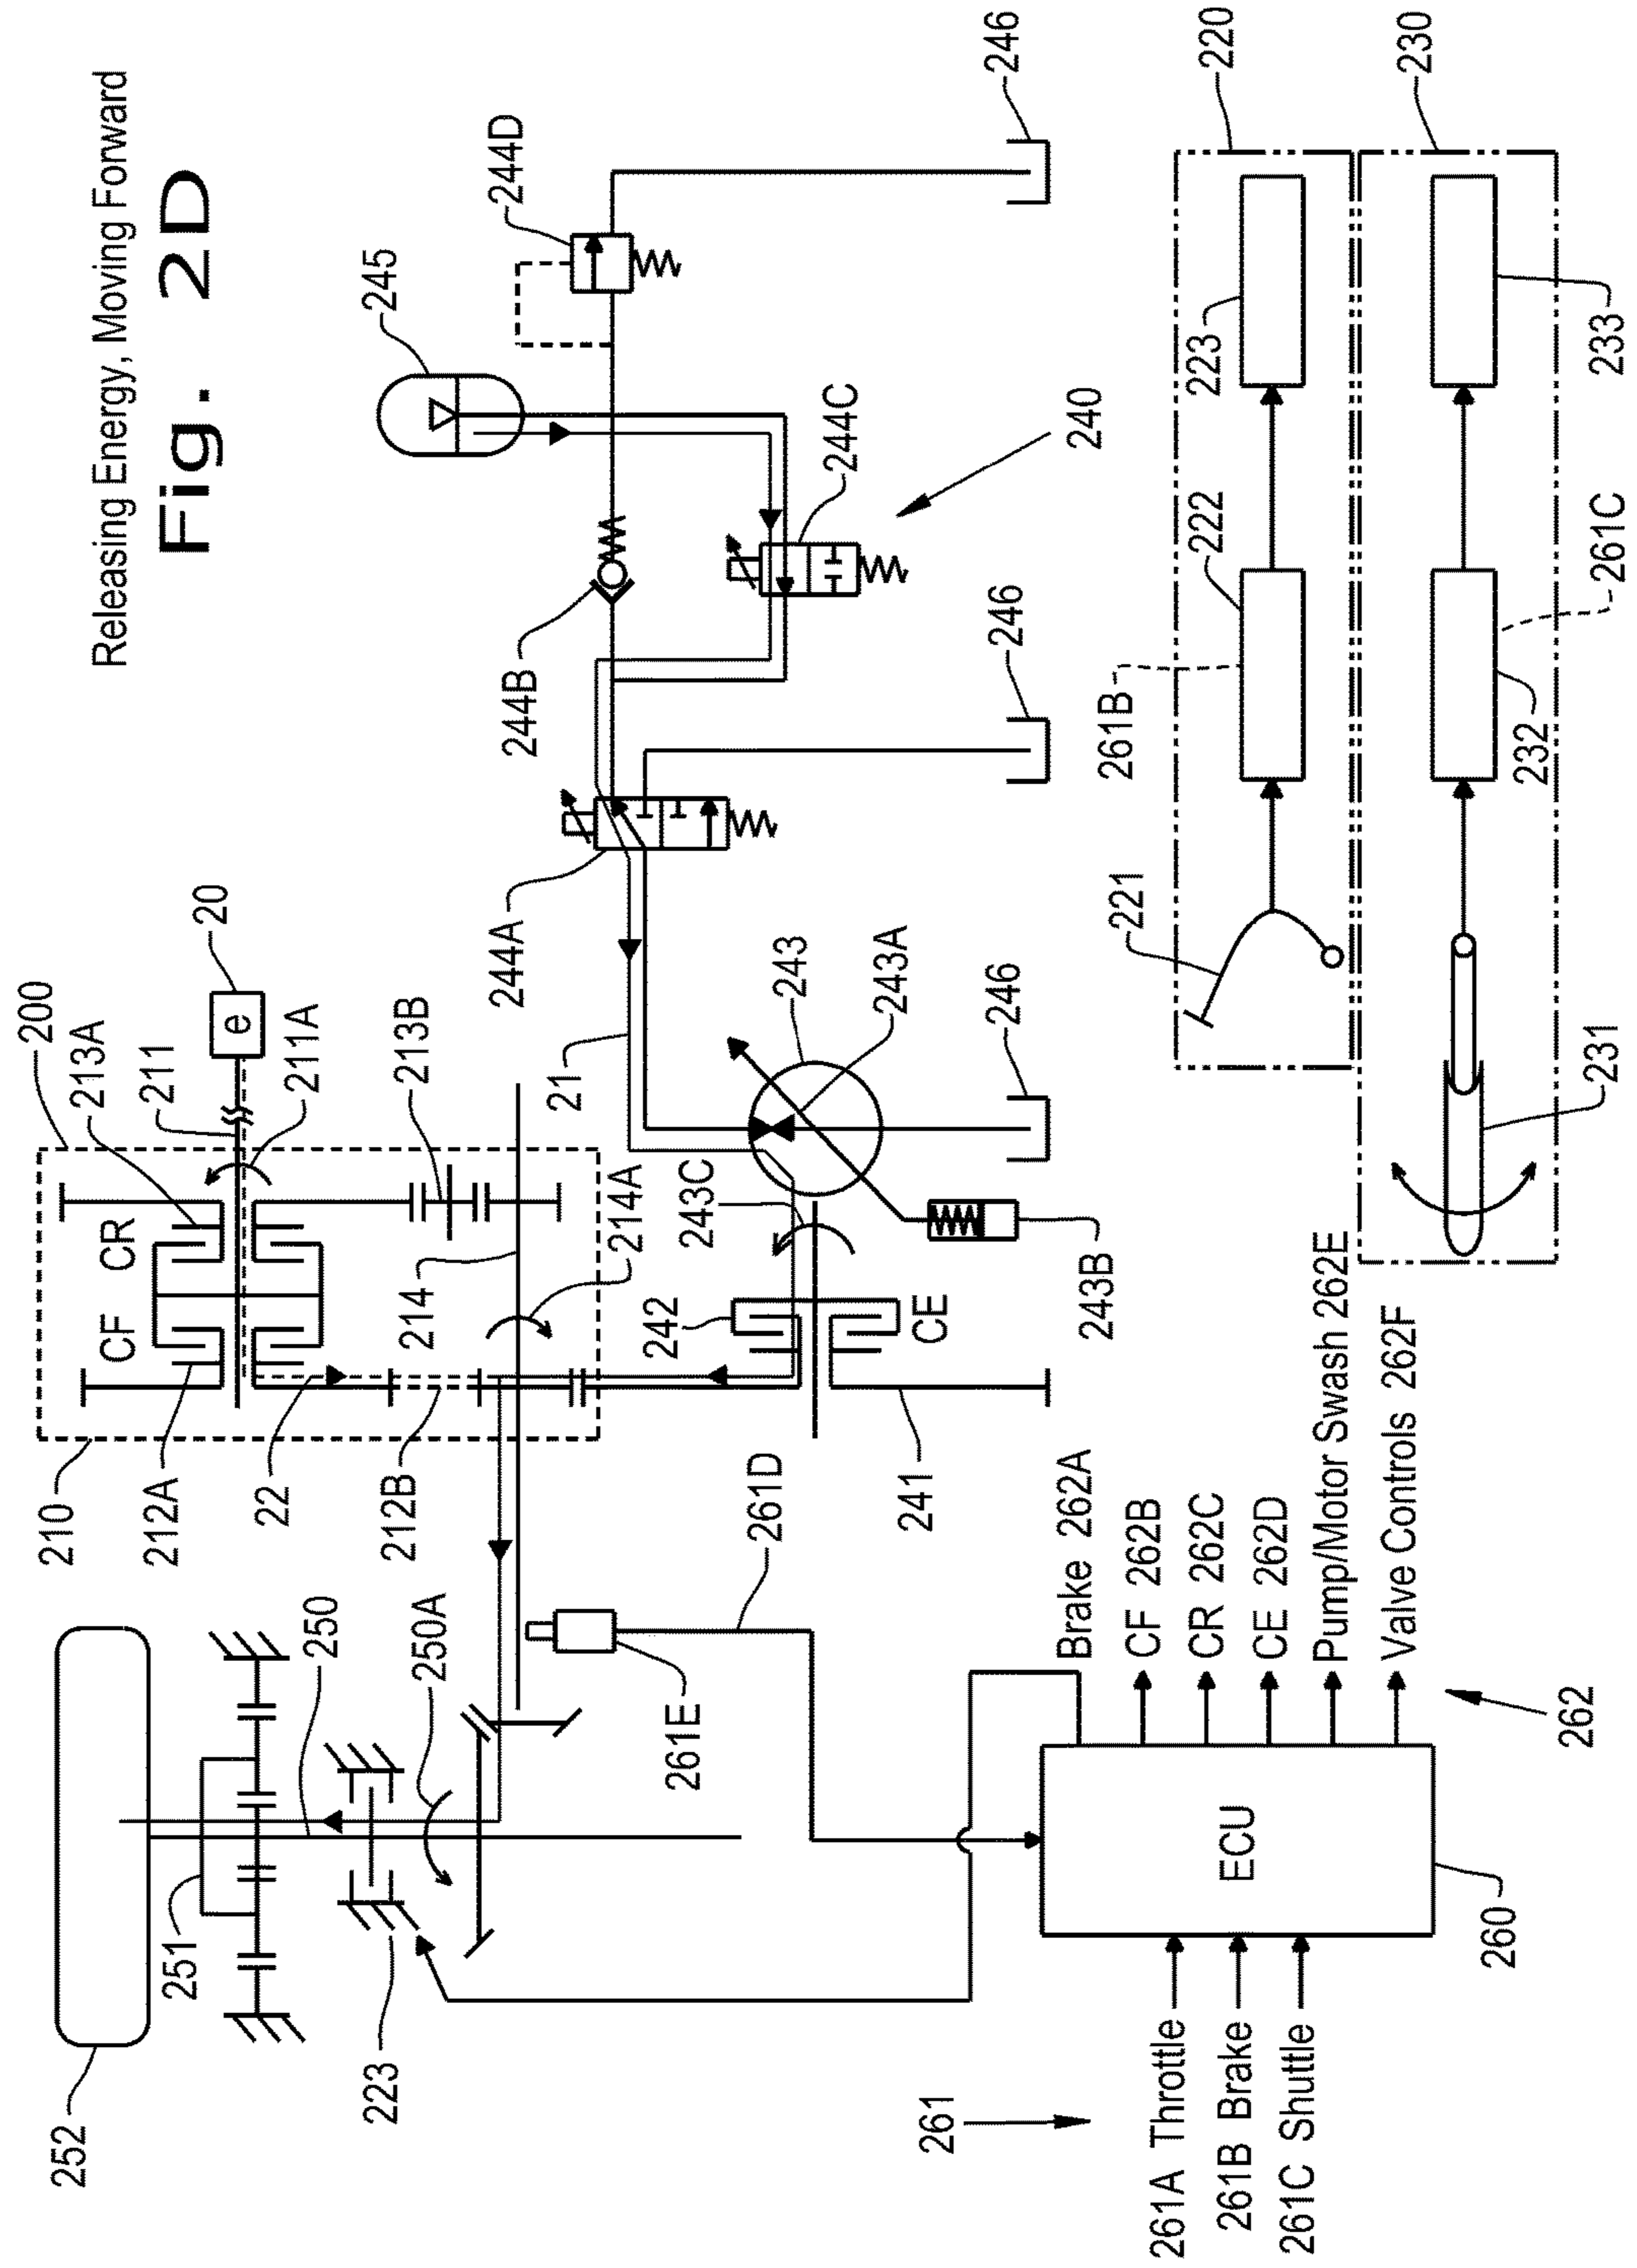 252
210
200
Releasing Energy, Moving Forward
Fig. 2D
212A
213A
CF
CR
251
20
e
211
223
22
211A
250
212B
213B
245
250A
214
244D
244B
214A
21
244A
261E
242
243C
261D
243
244C
CE
243A
241
261
246
246
246
240
Brake 262A
243B
261B
221
CF 262B
261A Throttle
222
223
CR 262C
220
261B Brake
ECU
CE 262D
261C Shuttle
Pump/Motor Swash 262E
Valve Controls 262F
230
260
232
262
231
261C
233